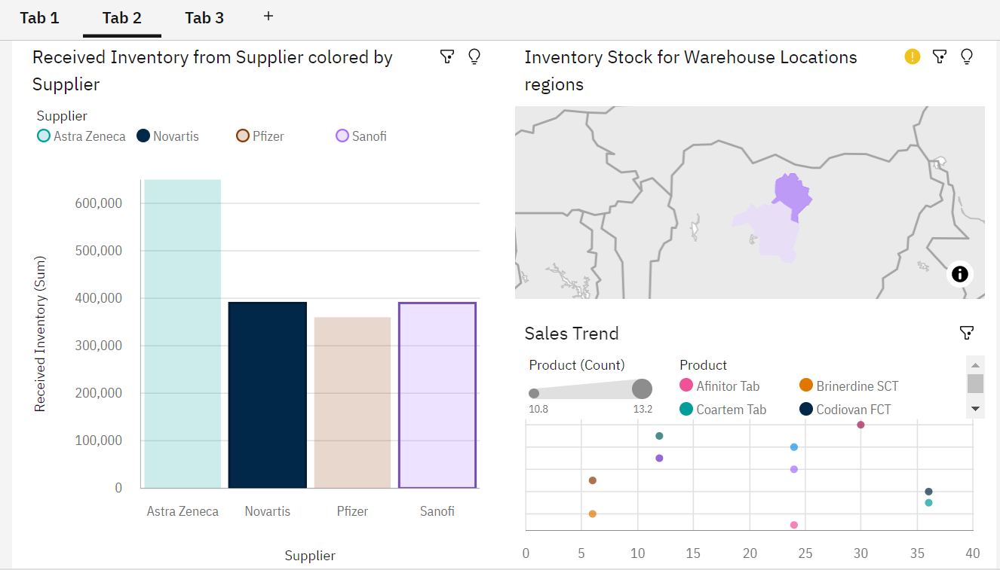 Tab 1 Tab 2 Tab 3 +
Received Inventory from Supplier colored by
Supplier
Supplier
Astra Zeneca Novartis Pfizer Sanofi
600,000
500,000
400,000
300,000
200,000
100,000
0
Received Inventory (Sum)
Astra Zeneca Novartis Pfizer Sanofi
Supplier
Inventory Stock for Warehouse Locations
regions
Sales Trend
Product (Count)
10.8 13.2
Product
Afinitor Tab Brinerdine SCT
Coartem Tab Codiovan FCT
0 5 10 15 20 25 30 35 40